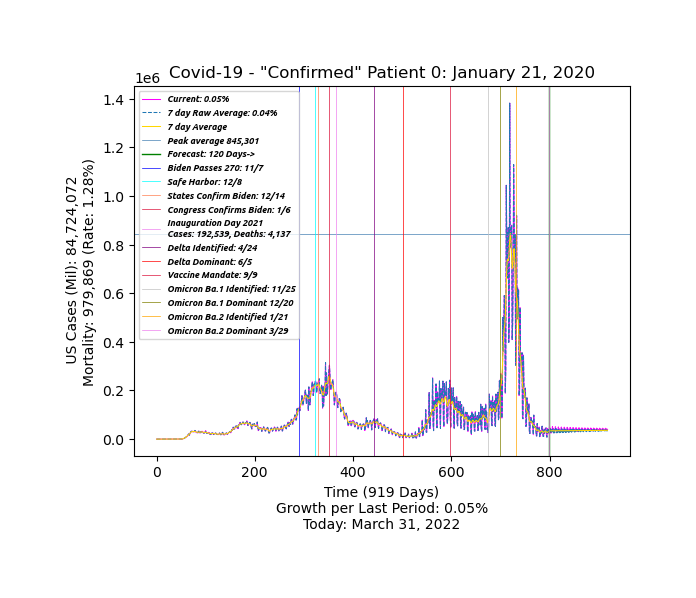 Covid-19 - "Confirmed" Patient 0: January 21, 2020
1e6
1.4
1.2
1.0
0.8
0.6
0.4
0.2
0.0
US Cases (Mil): 84,724,072
Mortality: 979,869 (Rate: 1.28%)
Current: 0.05%
7 day Raw Average: 0.04%
7 day Average
Peak average 845,301
Forecast: 120 Days->
Biden Passes 270: 11/7
Safe Harbor: 12/8
States Confirm Biden: 12/14
Congress Confirms Biden: 1/6
Inauguration Day 2021
Cases: 192,539, Deaths: 4,137
Delta Identified: 4/24
Delta Dominant: 6/5
Vaccine Mandate: 9/9
Omicron Ba.1 Identified: 11/25
Omicron Ba.1 Dominant 12/20
Omicron Ba.2 Identified 1/21
Omicron Ba.2 Dominant 3/29
0 200 400 600 800
Time (919 Days)
Growth per Last Period: 0.05%
Today: March 31, 2022